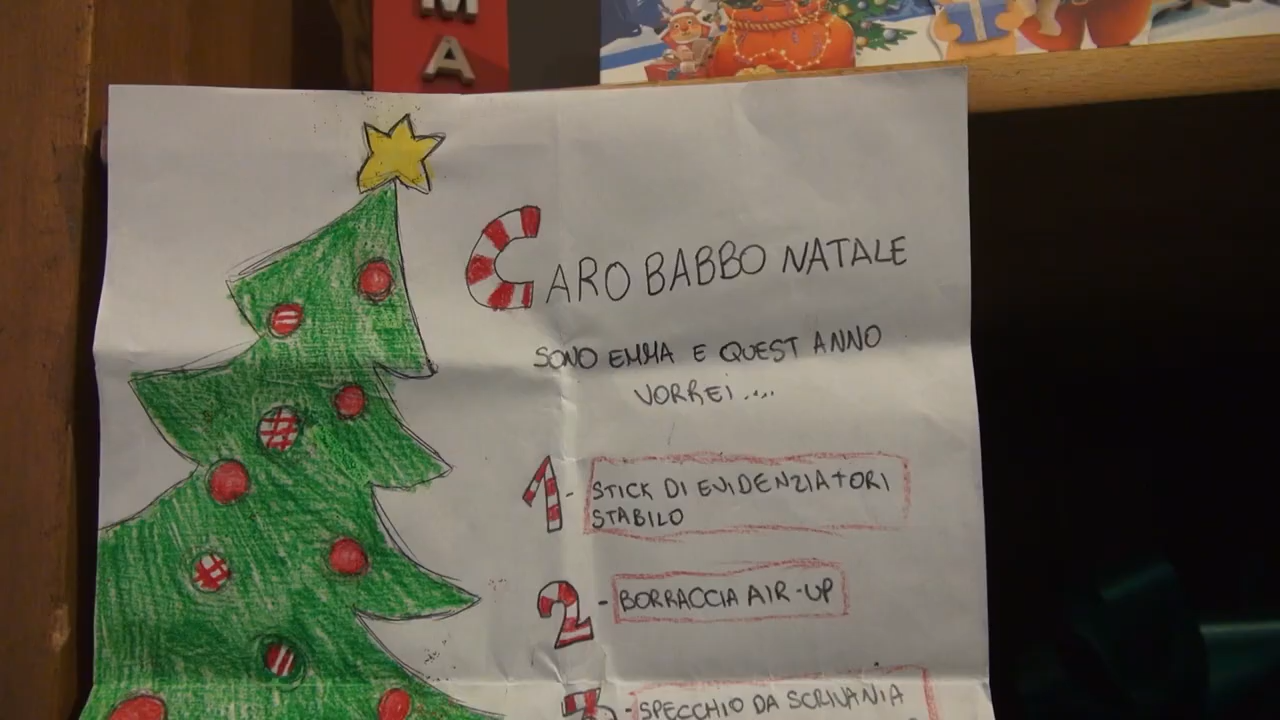 MA
CARO BABBO NATALE
SONO EMMA E QUEST ANNO
VORREI....
1- STICK DI EVIDENZIATORI
STABILO
2- BORRACCIA AIR-UP
3- SPECCHIO DA SCRIVANIA